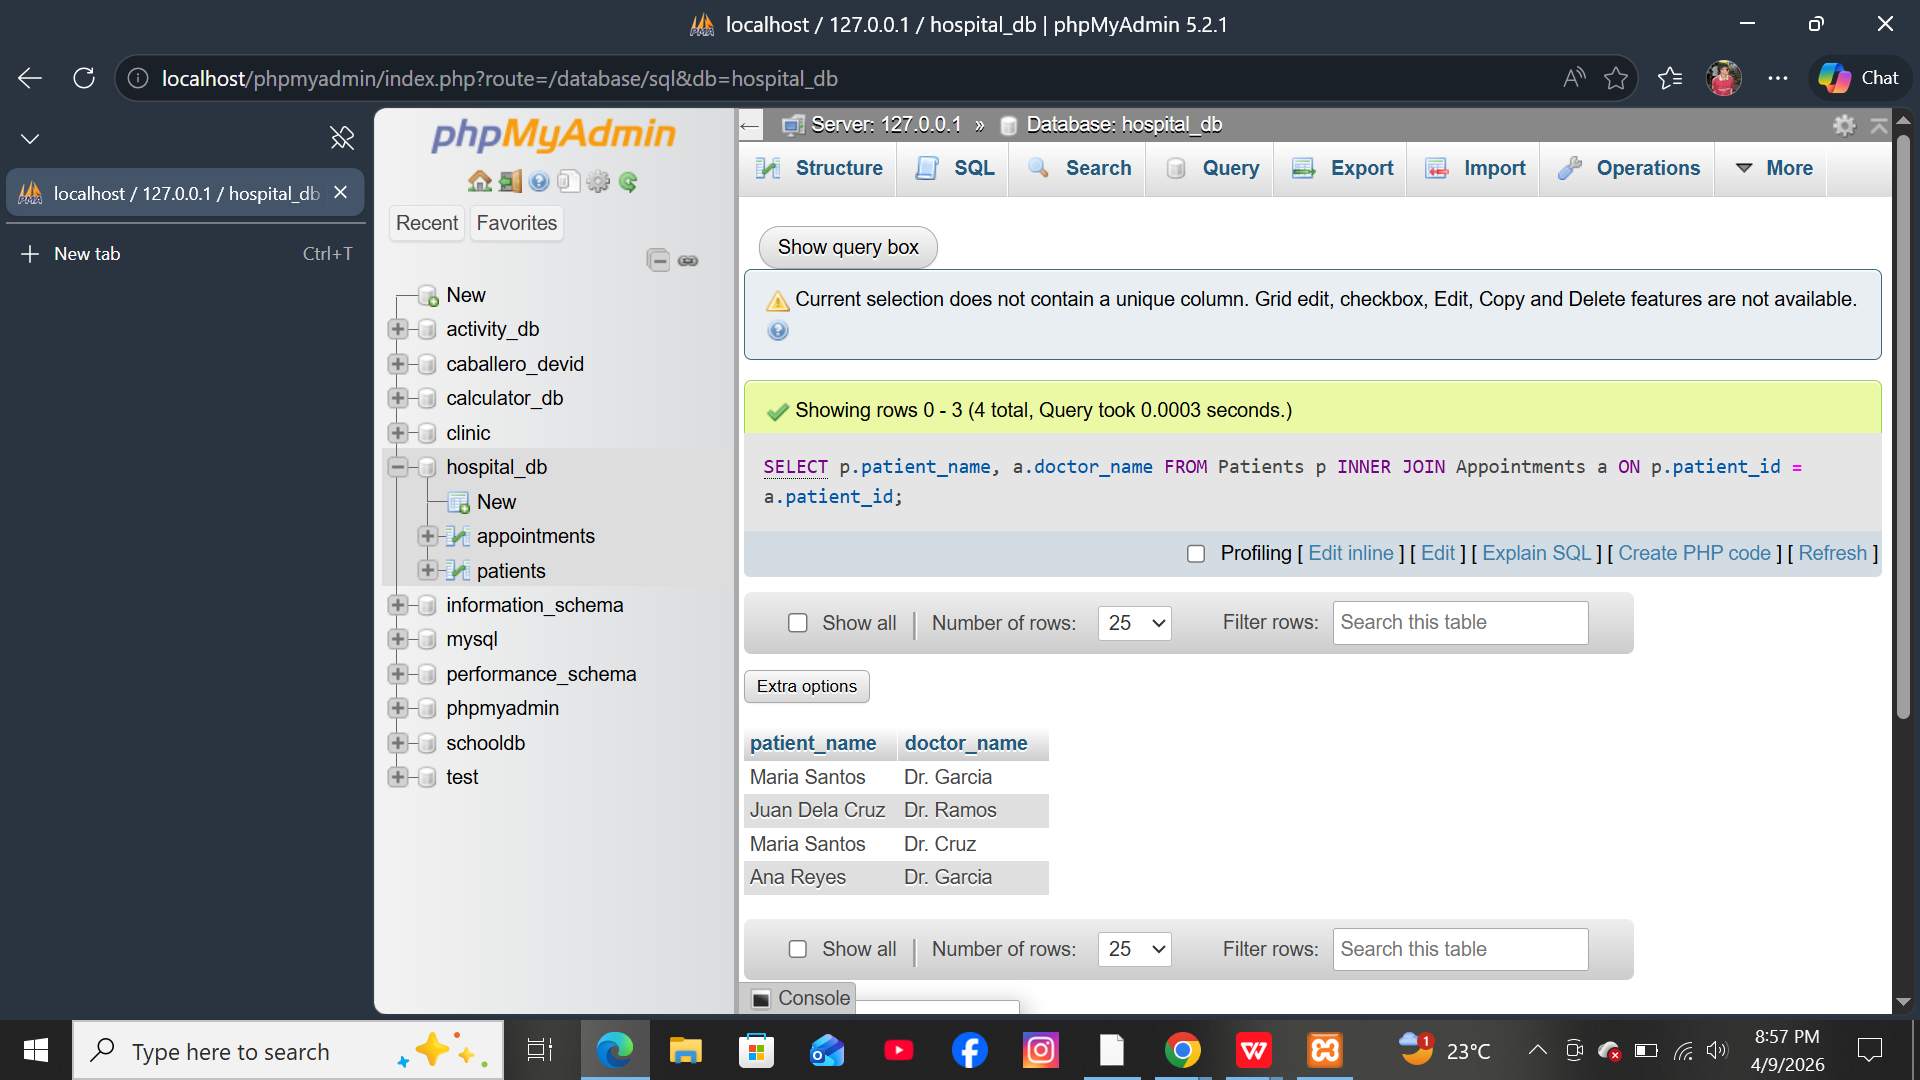 localhost / 127.0.0.1 / hospital_db | phpMyAdmin 5.2.1
localhost/phpmyadmin/index.php?route=/database/sql&db=hospital_db
Chat
localhost / 127.0.0.1 / hospital_db
New tab
Ctrl+T
phpMyAdmin
Recent
Favorites
New
activity_db
caballero_devid
calculator_db
clinic
hospital_db
New
appointments
patients
information_schema
mysql
performance_schema
phpmyadmin
schooldb
test
Server: 127.0.0.1 » Database: hospital_db
Structure
SQL
Search
Query
Export
Import
Operations
More
Show query box
Current selection does not contain a unique column. Grid edit, checkbox, Edit, Copy and Delete features are not available.
Showing rows 0 - 3 (4 total, Query took 0.0003 seconds.)
SELECT p.patient_name, a.doctor_name FROM Patients p INNER JOIN Appointments a ON p.patient_id =
a.patient_id;
Profiling [ Edit inline ] [ Edit ] [ Explain SQL ] [ Create PHP code ] [ Refresh ]
Show all | Number of rows: 25 Filter rows: Search this table
Extra options
patient_name doctor_name
Maria Santos Dr. Garcia
Juan Dela Cruz Dr. Ramos
Maria Santos Dr. Cruz
Ana Reyes Dr. Garcia
Show all | Number of rows: 25 Filter rows: Search this table
Console
Type here to search
1
23°C
8:57 PM
4/9/2026